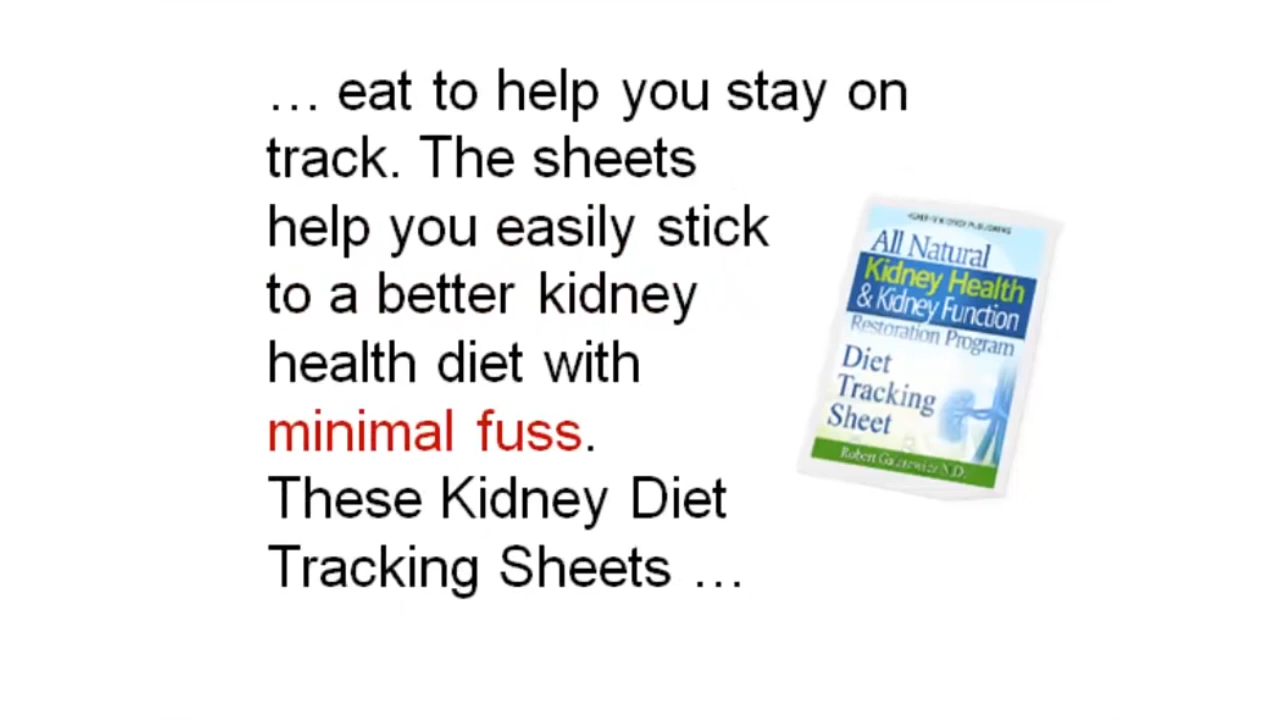 … eat to help you stay on
track. The sheets
help you easily stick
to a better kidney
health diet with
minimal fuss.
These Kidney Diet
Tracking Sheets …
All Natural
Kidney Health
& Kidney Function
Restoration Program
Diet
Tracking
Sheet
Robert N.D.